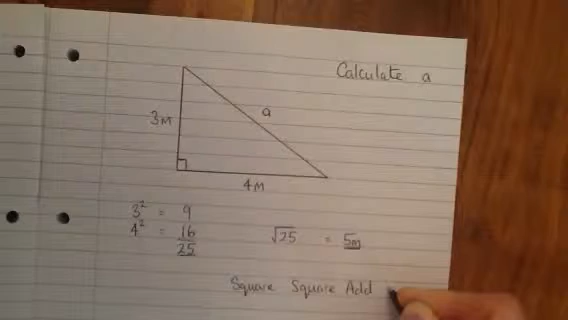 Calculate a
3m
a
4m
3² = 9
4² = 16
25
√25 = 5m
Square Square Add